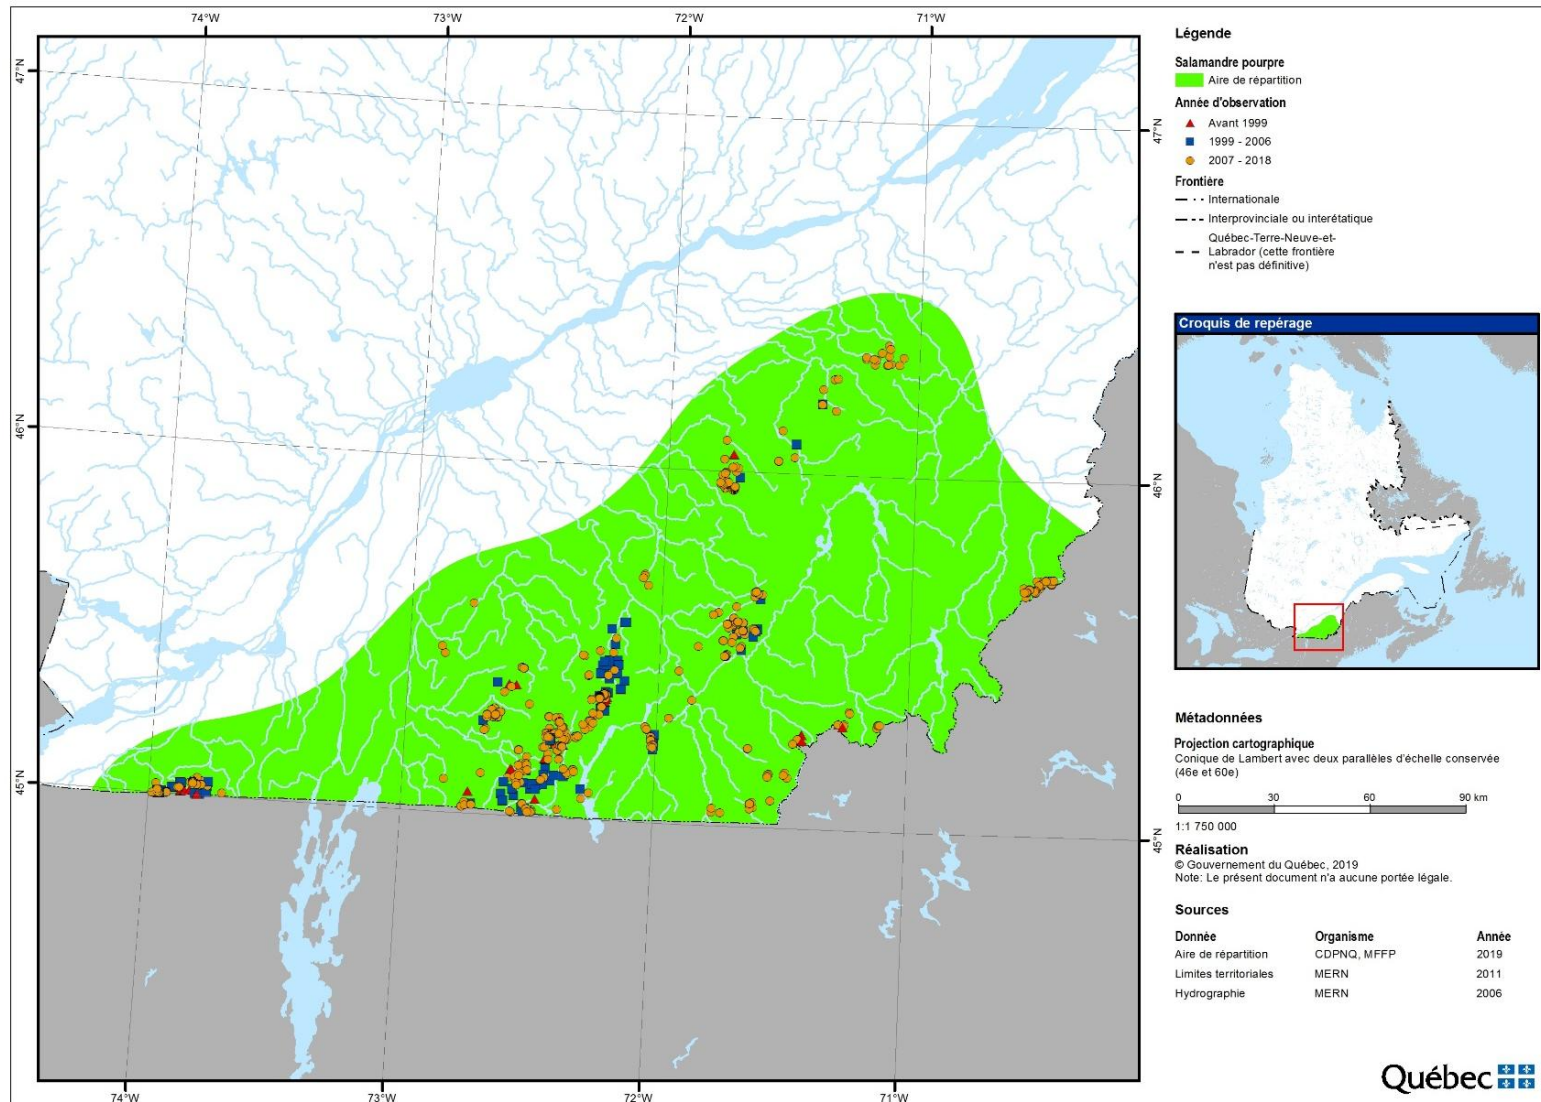 74°W 73°W 72°W 71°W
47°N
47°N
46°N
46°N
45°N
45°N
74°W 73°W 72°W 71°W
Légende
Salamandre pourpre
Aire de répartition
Année d'observation
Avant 1999
1999 - 2006
2007 - 2018
Frontière
Internationale
Interprovinciale ou interétatique
Québec-Terre-Neuve-et-
Labrador (cette frontière
n'est pas définitive)
Croquis de repérage
Métadonnées
Projection cartographique
Conique de Lambert avec deux parallèles d'échelle conservée
(46e et 60e)
0 30 60 90 km
1:1 750 000
Réalisation
© Gouvernement du Québec, 2019
Note: Le présent document n'a aucune portée légale.
Sources
Donnée Organisme Année
Aire de répartition CDPNQ, MFFP 2019
Limites territoriales MERN 2011
Hydrographie MERN 2006
Québec